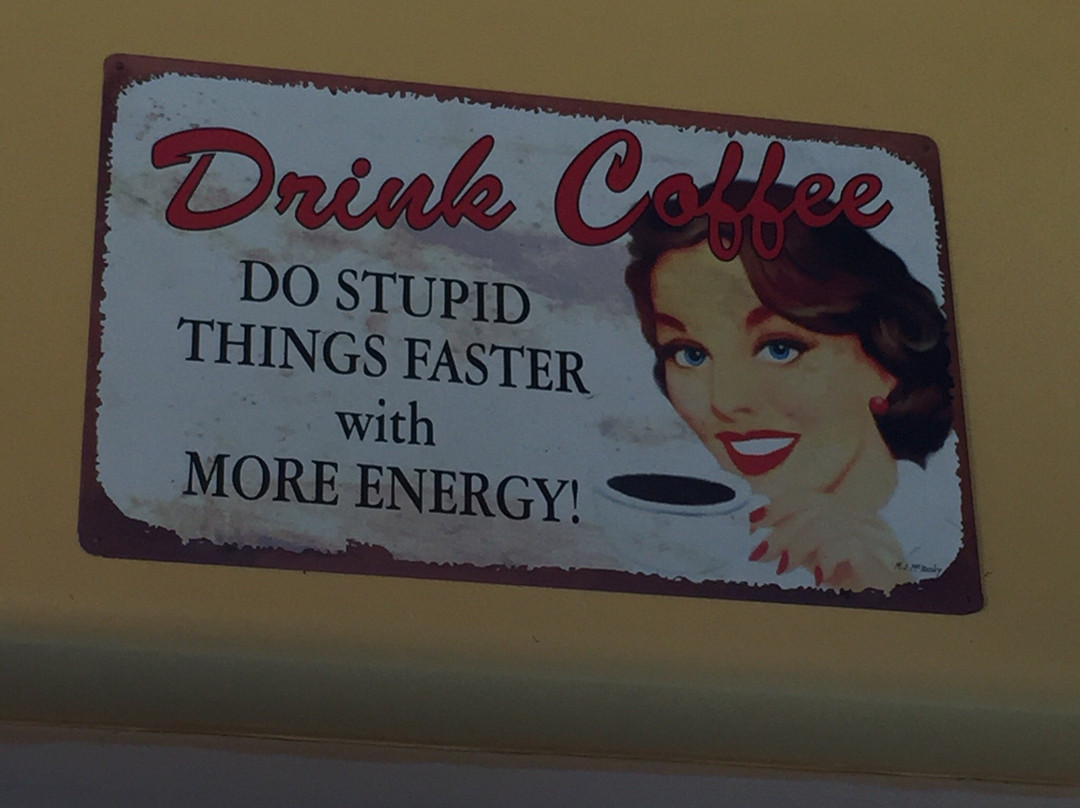 Drink Coffee
DO STUPID
THINGS FASTER
with
MORE ENERGY!